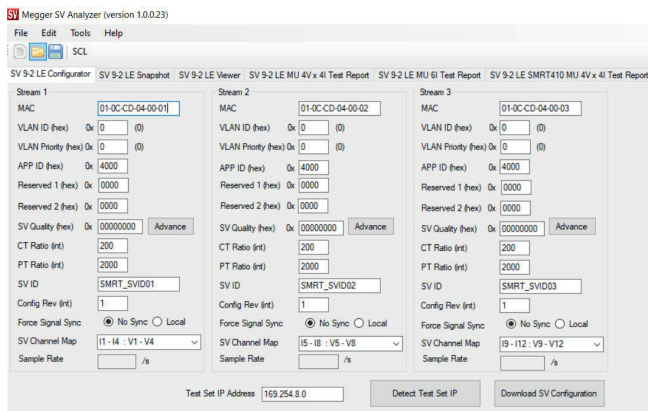 SV Megger SV Analyzer (version 1.0.0.23)
File Edit Tools Help
SCL
SV 9-2 LE Configurator SV 9-2 LE Snapshot SV 9-2 LE Viewer SV 9-2 LE MU 4V x 4I Test Report SV 9-2 LE MU 6I Test Report SV 9-2 LE SMRT410 MU 4V x 4I Test Report
Stream 1 Stream 2 Stream 3
MAC 01-0C-CD-04-00-01 MAC 01-0C-CD-04-00-02 MAC 01-0C-CD-04-00-03
VLAN ID (hex) 0x 0 (0) VLAN ID (hex) 0x 0 (0) VLAN ID (hex) 0x 0 (0)
VLAN Priority (hex) 0x 0 (0) VLAN Priority (hex) 0x 0 (0) VLAN Priority (hex) 0x 0 (0)
APP ID (hex) 0x 4000 APP ID (hex) 0x 4000 APP ID (hex) 0x 4000
Reserved 1 (hex) 0x 0000 Reserved 1 (hex) 0x 0000 Reserved 1 (hex) 0x 0000
Reserved 2 (hex) 0x 0000 Reserved 2 (hex) 0x 0000 Reserved 2 (hex) 0x 0000
SV Quality (hex) 0x 00000000 Advance SV Quality (hex) 0x 00000000 Advance SV Quality (hex) 0x 00000000 Advance
CT Ratio (int) 200 CT Ratio (int) 200 CT Ratio (int) 200
PT Ratio (int) 2000 PT Ratio (int) 2000 PT Ratio (int) 2000
SV ID SMRT_SVID01 SV ID SMRT_SVID02 SV ID SMRT_SVID03
Config Rev (int) 1 Config Rev (int) 1 Config Rev (int) 1
Force Signal Sync No Sync Local Force Signal Sync No Sync Local Force Signal Sync No Sync Local
SV Channel Map I1 - I4 : V1 - V4 SV Channel Map I5 - I8 : V5 - V8 SV Channel Map I9 - I12 : V9 - V12
Sample Rate /s Sample Rate /s Sample Rate /s
Test Set IP Address 169.254.8.0 Detect Test Set IP Download SV Configuration